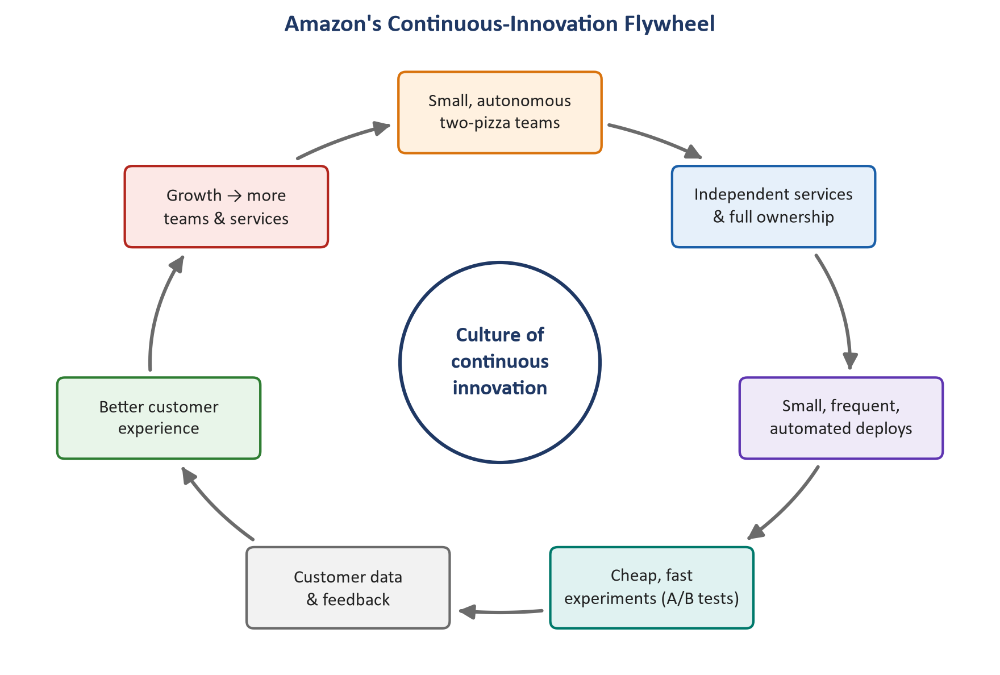 Amazon's Continuous-Innovation Flywheel
Small, autonomous
two-pizza teams
Independent services
& full ownership
Small, frequent,
automated deploys
Cheap, fast
experiments (A/B tests)
Customer data
& feedback
Better customer
experience
Growth → more
teams & services
Culture of
continuous
innovation